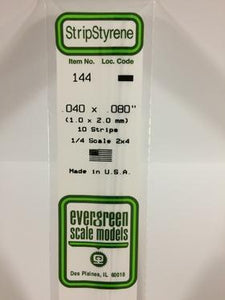 StripStyrene
Item No. Loc. Code
144
.040 x .080"
(1.0 x 2.0 mm)
10 Strips
1/4 Scale 2x4
Made in U.S.A.
evergreen
scale models
Des Plaines, IL 60018